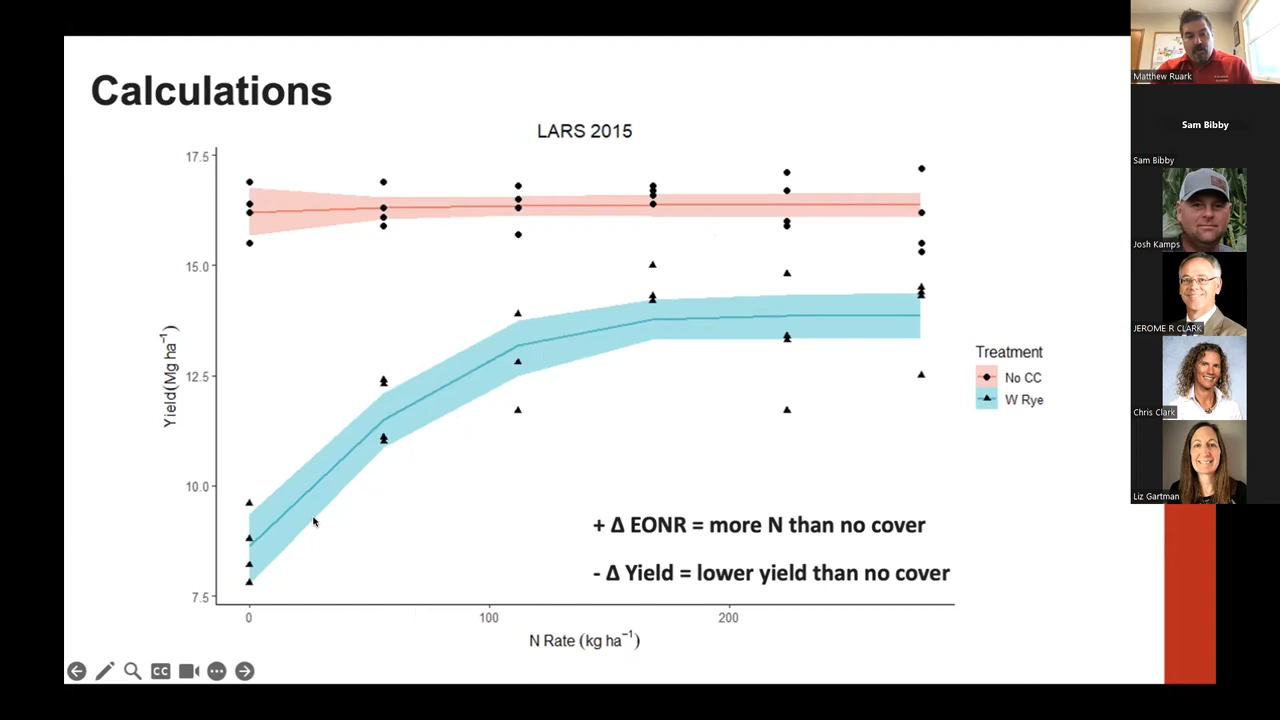 Calculations
LARS 2015
17.5
15.0
12.5
10.0
7.5
Yield(Mg ha⁻¹)
0
100
200
N Rate (kg ha⁻¹)
Treatment
No CC
W Rye
+ Δ EONR = more N than no cover
- Δ Yield = lower yield than no cover
CC
Matthew Ruark
Sam Bibby
Sam Bibby
Josh Kamps
JEROME R CLARK
Chris Clark
Liz Gartman